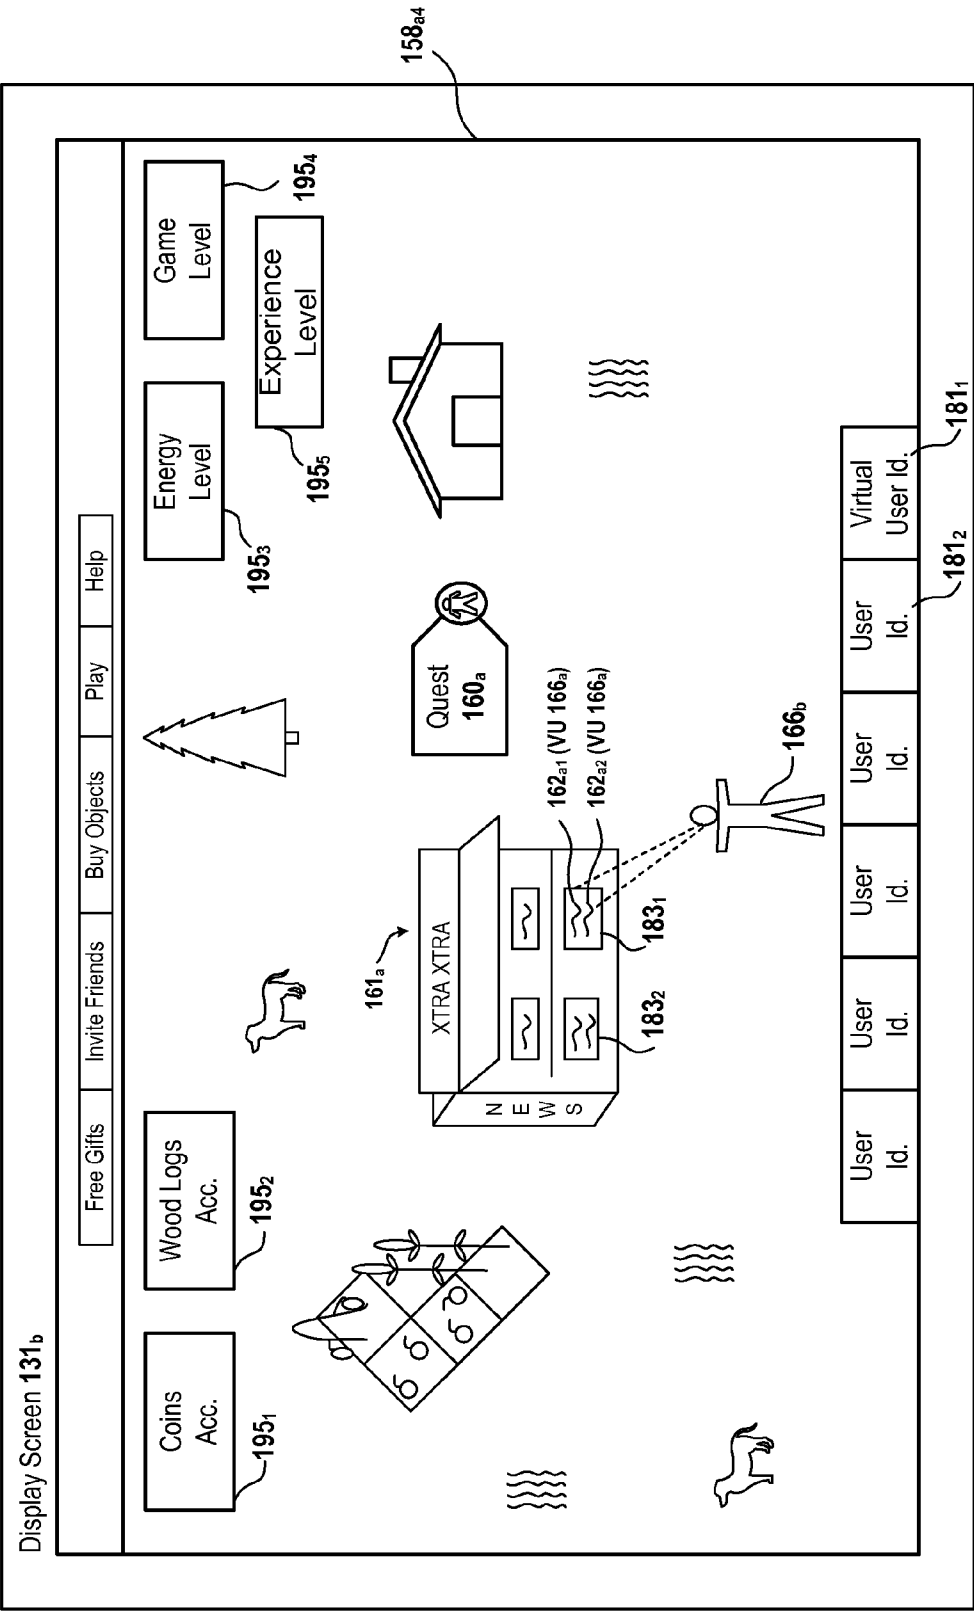 Display Screen 131b
158a4
Free Gifts
Invite Friends
Buy Objects
Play
Help
Coins
Acc.
195₁
Wood Logs
Acc.
195₂
Energy
Level
195₃
Game
Level
195₄
Experience
Level
195₅
161a
XTRA XTRA
N
E
W
S
183₂
183₁
Quest
160a
162a1 (VU 166a)
162a2 (VU 166a)
166b
User
Id.
User
Id.
User
Id.
User
Id.
User
Id.
Virtual
User Id.
181₂
181₁